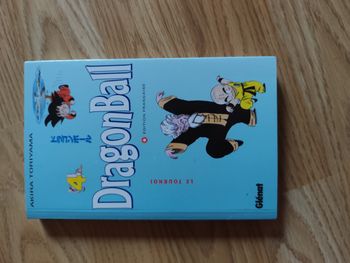 AKIRA TORIYAMA
ドラゴンボール
DragonBall
4
ÉDITION FRANÇAISE
LE TOURNOI
Glénat